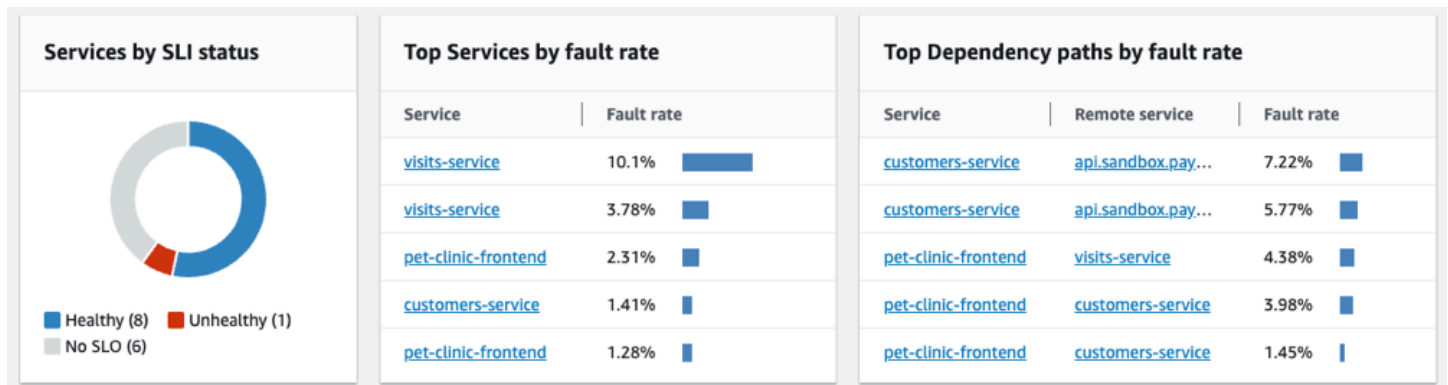 Services by SLI status
Healthy (8) Unhealthy (1)
No SLO (6)
Top Services by fault rate
Service Fault rate
visits-service 10.1%
visits-service 3.78%
pet-clinic-frontend 2.31%
customers-service 1.41%
pet-clinic-frontend 1.28%
Top Dependency paths by fault rate
Service Remote service Fault rate
customers-service api.sandbox.pay... 7.22%
customers-service api.sandbox.pay... 5.77%
pet-clinic-frontend visits-service 4.38%
pet-clinic-frontend customers-service 3.98%
pet-clinic-frontend customers-service 1.45%